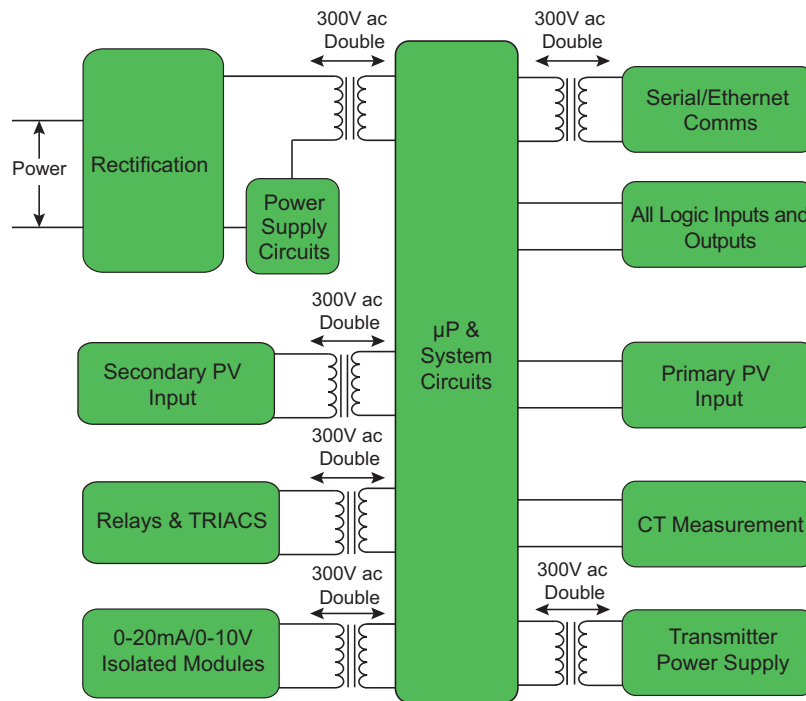 300V ac
Double
300V ac
Double
Rectification
Power
Power
Supply
Circuits
Serial/Ethernet
Comms
All Logic Inputs and
Outputs
300V ac
Double
µP &
System
Circuits
Secondary PV
Input
Primary PV
Input
300V ac
Double
Relays & TRIACS
CT Measurement
300V ac
Double
300V ac
Double
0-20mA/0-10V
Isolated Modules
Transmitter
Power Supply